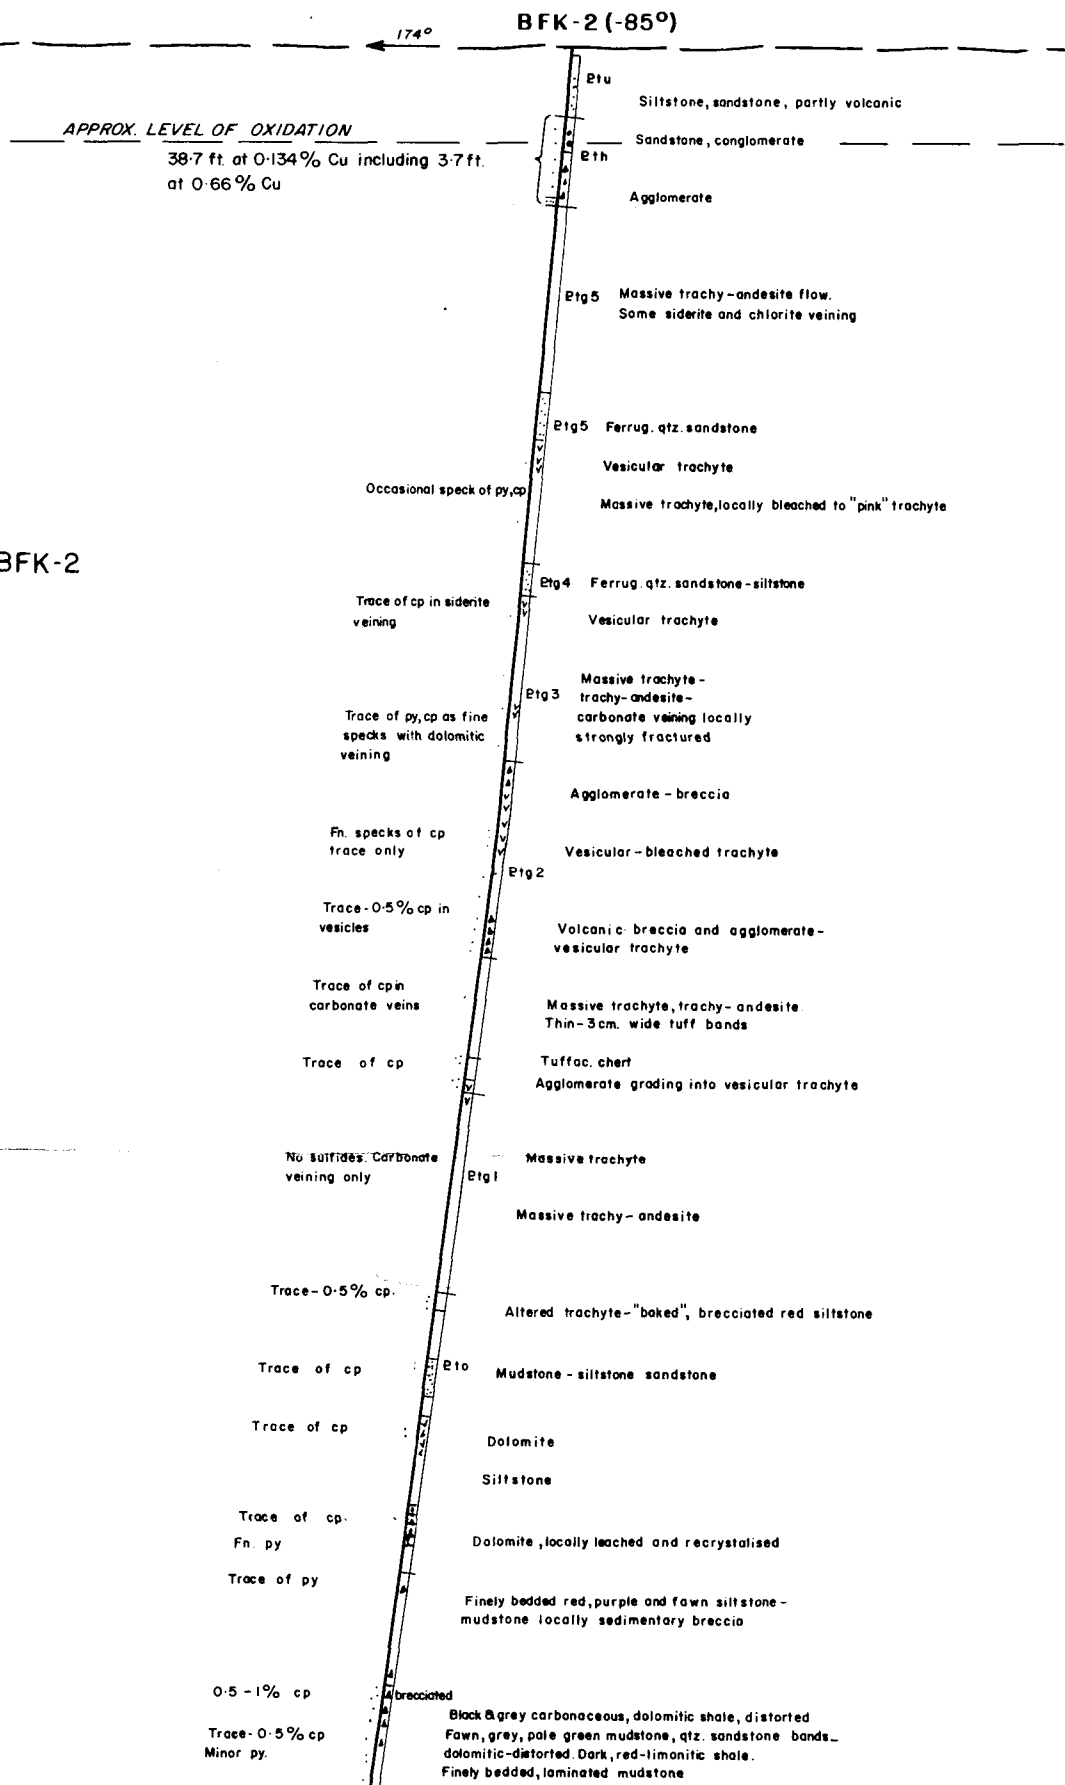 BFK-2 (-85°)
174°
Ptu
Siltstone, sandstone, partly volcanic
APPROX. LEVEL OF OXIDATION
Sandstone, conglomerate
38·7 ft. at 0·134% Cu including 3·7 ft.
at 0·66% Cu
Pth
Agglomerate
Ptg5
Massive trachy-andesite flow.
Some siderite and chlorite veining
Ptg5
Ferrug. qtz. sandstone
Vesicular trachyte
Occasional speck of py,cp
Massive trachyte, locally bleached to "pink" trachyte
BFK-2
Ptg4
Ferrug. qtz. sandstone-siltstone
Trace of cp in siderite
veining
Vesicular trachyte
Ptg3
Massive trachyte-
trachy-andesite-
carbonate veining locally
strongly fractured
Trace of py,cp as fine
specks with dolomitic
veining
Agglomerate - breccia
Fn. specks of cp
trace only
Vesicular-bleached trachyte
Ptg2
Trace-0·5% cp in
vesicles
Volcanic breccia and agglomerate-
vesicular trachyte
Trace of cp in
carbonate veins
Massive trachyte, trachy-andesite
Thin-3cm. wide tuff bands
Trace of cp
Tuffac. chert
Agglomerate grading into vesicular trachyte
No sulfides. Carbonate
veining only
Massive trachyte
Ptg1
Massive trachy-andesite
Trace-0·5% cp.
Altered trachyte-"baked", brecciated red siltstone
Trace of cp
Pto
Mudstone - siltstone sandstone
Trace of cp
Dolomite
Siltstone
Trace of cp.
Fn. py
Dolomite, locally leached and recrystalised
Trace of py
Finely bedded red, purple and fawn siltstone-
mudstone locally sedimentary breccia
0·5-1% cp
brecciated
Black & grey carbonaceous, dolomitic shale, distorted
Trace-0·5% cp
Minor py.
Fawn, grey, pale green mudstone, qtz. sandstone bands-
dolomitic-distorted. Dark, red-limonitic shale.
Finely bedded, laminated mudstone